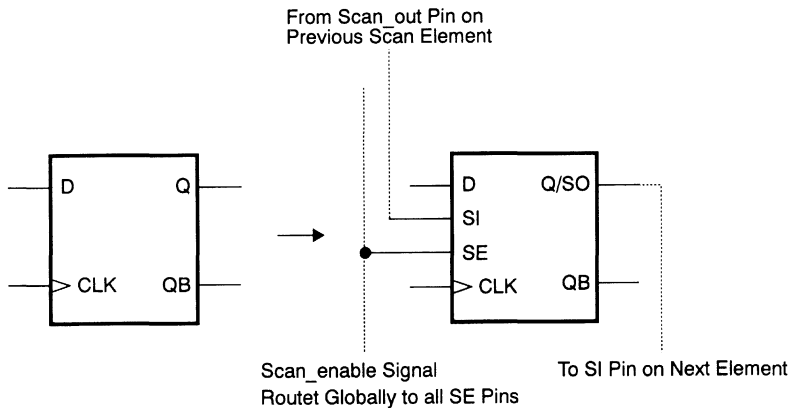 From Scan_out Pin on
Previous Scan Element
D
Q
CLK
QB
D
Q/SO
SI
SE
CLK
QB
Scan_enable Signal
Routet Globally to all SE Pins
To SI Pin on Next Element